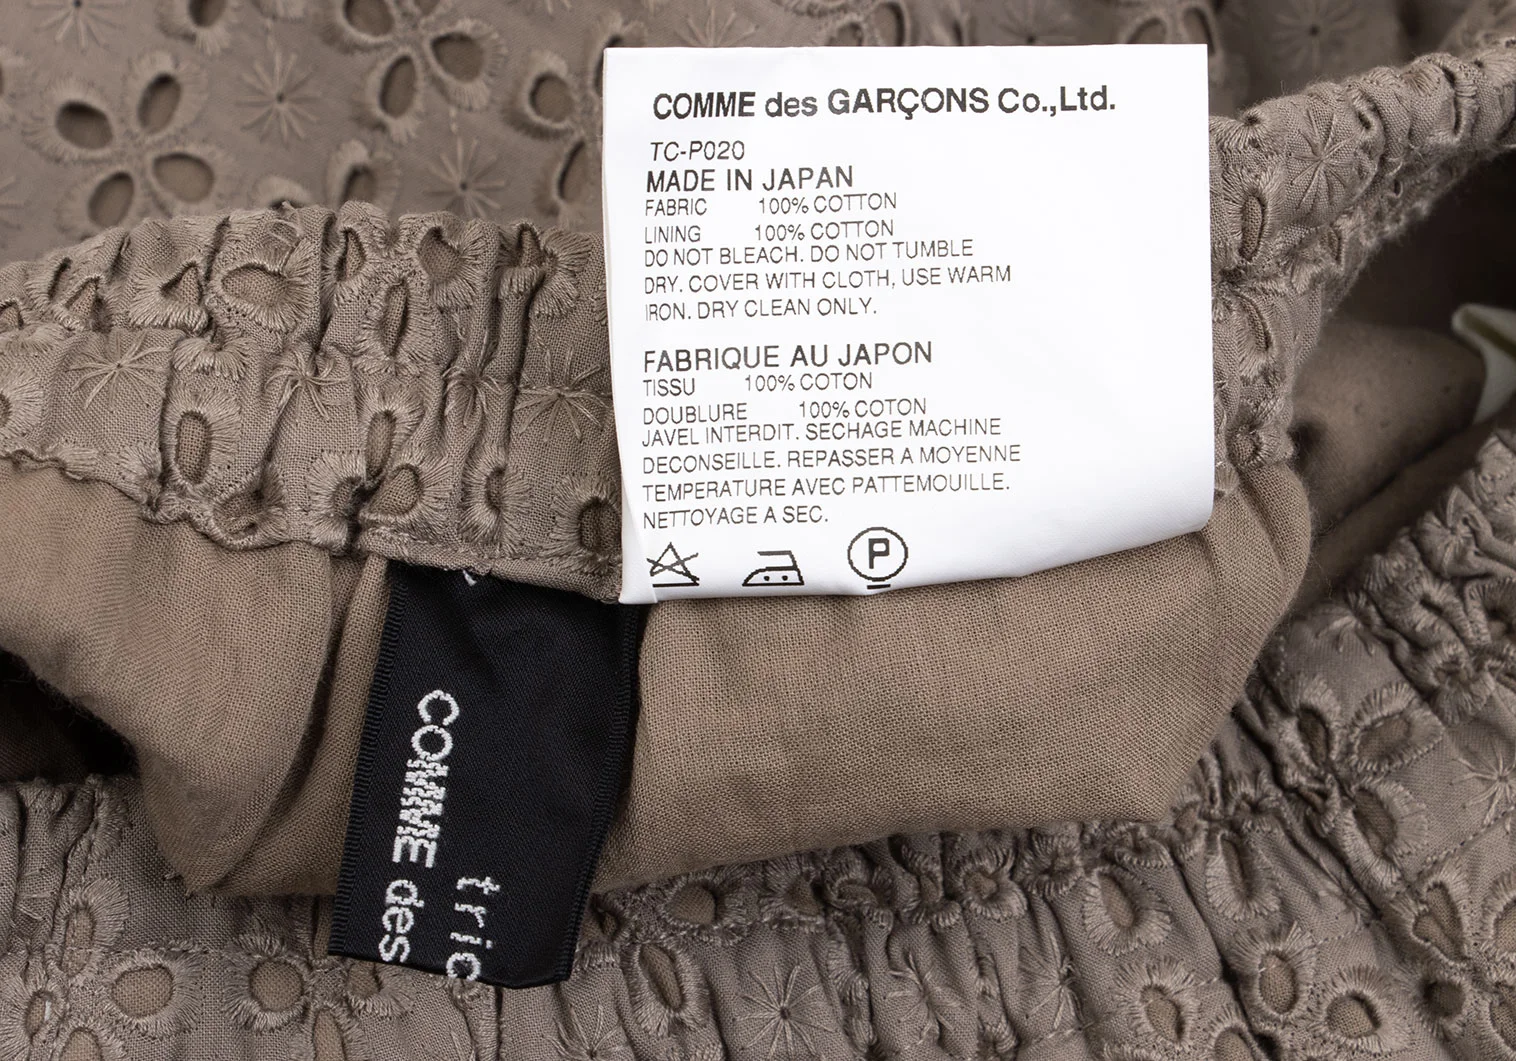 COMME des GARÇONS Co.,Ltd.
TC-P020
MADE IN JAPAN
FABRIC 100% COTTON
LINING 100% COTTON
DO NOT BLEACH. DO NOT TUMBLE
DRY. COVER WITH CLOTH, USE WARM
IRON. DRY CLEAN ONLY.
FABRIQUE AU JAPON
TISSU 100% COTON
DOUBLURE 100% COTON
JAVEL INTERDIT. SECHAGE MACHINE
DECONSEILLE. REPASSER A MOYENNE
TEMPERATURE AVEC PATTEMOUILLE.
NETTOYAGE A SEC.
P
tric
COMME des